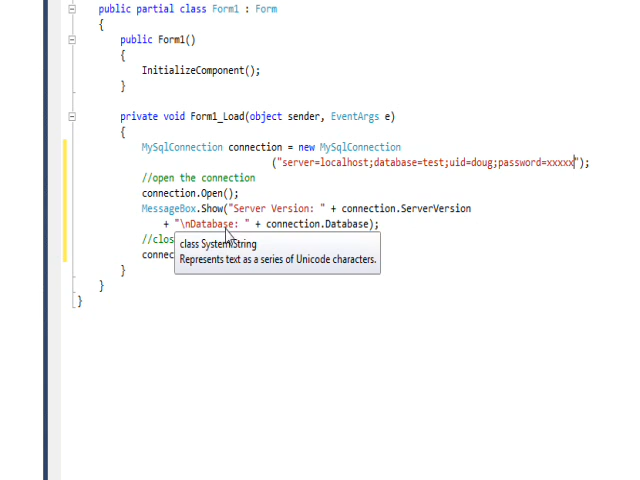 public partial class Form1 : Form
{
public Form1()
{
InitializeComponent();
}
private void Form1_Load(object sender, EventArgs e)
{
MySqlConnection connection = new MySqlConnection
("server=localhost;database=test;uid=doug;password=xxxxx");
//open the connection
connection.Open();
MessageBox.Show("Server Version: " + connection.ServerVersion
+ "\nDatabase: " + connection.Database);
//clos
class System.String
connec
Represents text as a series of Unicode characters.
}
}
}